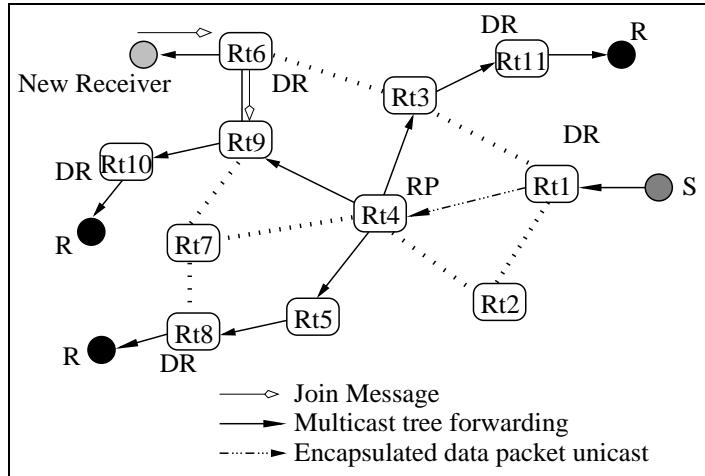 DR
R
Rt6
Rt11
New Receiver
DR
Rt3
DR
Rt9
Rt10
DR
RP
Rt1
S
Rt4
R
Rt7
Rt2
Rt5
Rt8
R
DR
Join Message
Multicast tree forwarding
Encapsulated data packet unicast